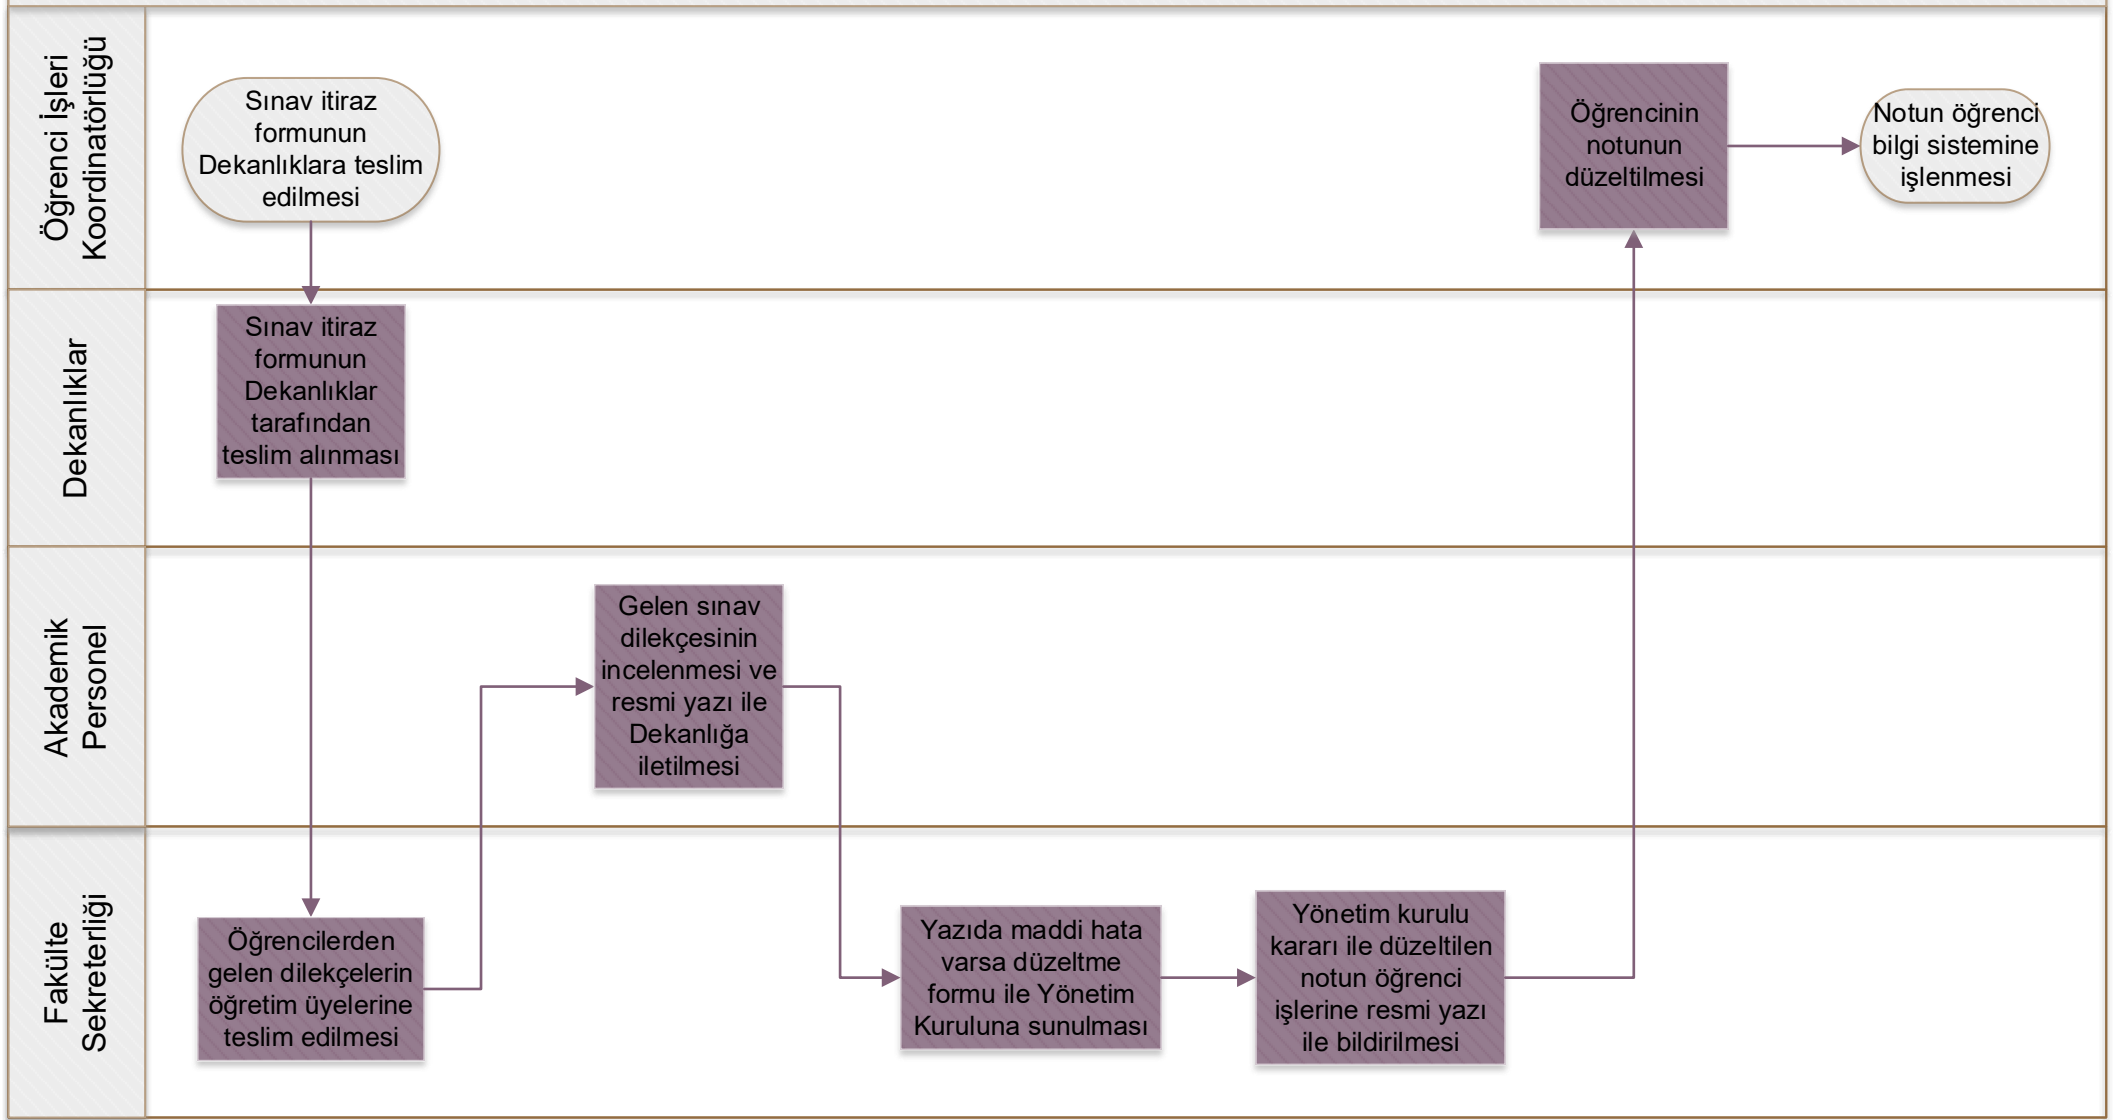 Öğrenci İşleri
Koordinatörlüğü
Sınav itiraz
formunun
Dekanlıklara teslim
edilmesi
Öğrencinin
notunun
düzeltilmesi
Notun öğrenci
bilgi sistemine
işlenmesi
Dekanlıklar
Sınav itiraz
formunun
Dekanlıklar
tarafından
teslim alınması
Akademik
Personel
Gelen sınav
dilekçesinin
incelenmesi ve
resmi yazı ile
Dekanlığa
iletilmesi
Fakülte
Sekreterliği
Öğrencilerden
gelen dilekçelerin
öğretim üyelerine
teslim edilmesi
Yazıda maddi hata
varsa düzeltme
formu ile Yönetim
Kuruluna sunulması
Yönetim kurulu
kararı ile düzeltilen
notun öğrenci
işlerine resmi yazı
ile bildirilmesi